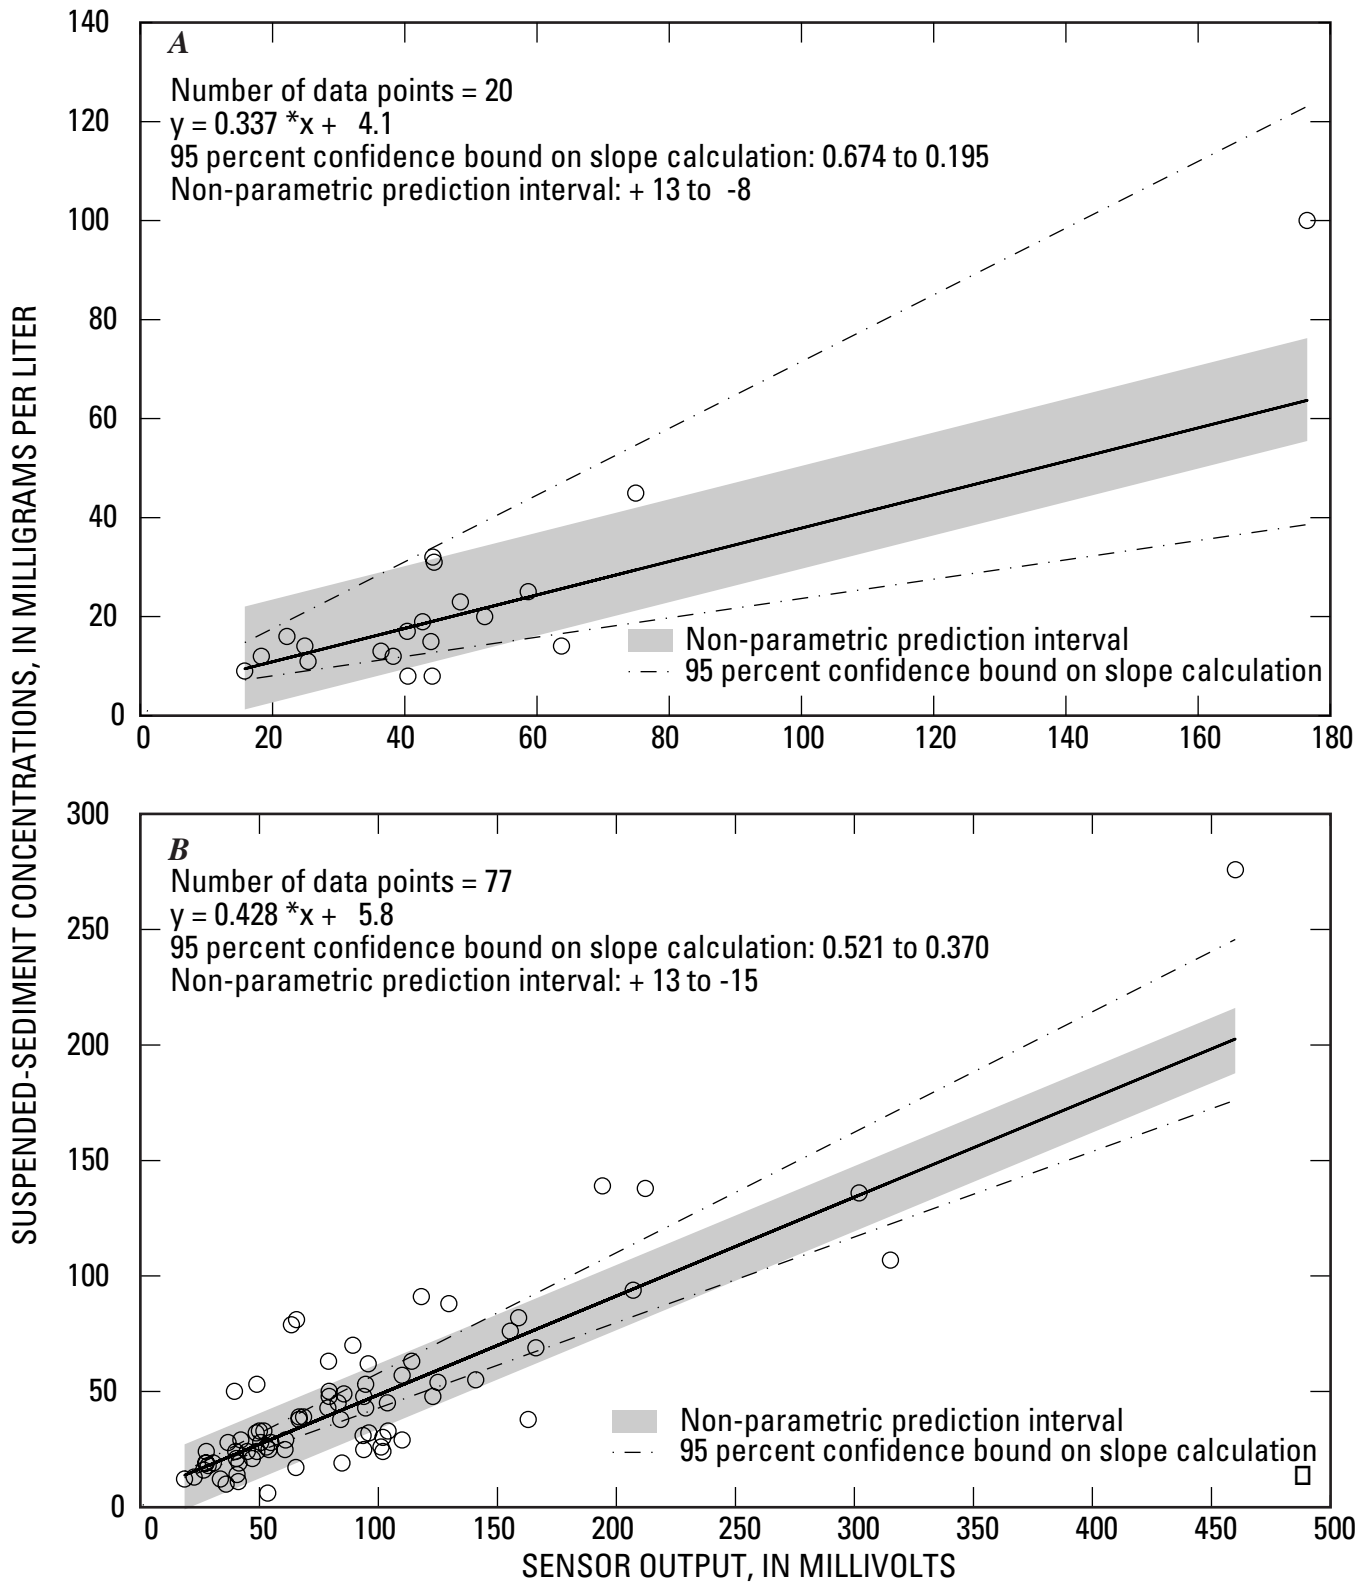 A
Number of data points = 20
y = 0.337 *x + 4.1
95 percent confidence bound on slope calculation: 0.674 to 0.195
Non-parametric prediction interval: + 13 to -8
140
120
100
80
60
40
20
0
Non-parametric prediction interval
95 percent confidence bound on slope calculation
0 20 40 60 80 100 120 140 160 180
SUSPENDED-SEDIMENT CONCENTRATIONS, IN MILLIGRAMS PER LITER
B
Number of data points = 77
y = 0.428 *x + 5.8
95 percent confidence bound on slope calculation: 0.521 to 0.370
Non-parametric prediction interval: + 13 to -15
300
250
200
150
100
50
0
Non-parametric prediction interval
95 percent confidence bound on slope calculation
0 50 100 150 200 250 300 350 400 450 500
SENSOR OUTPUT, IN MILLIVOLTS